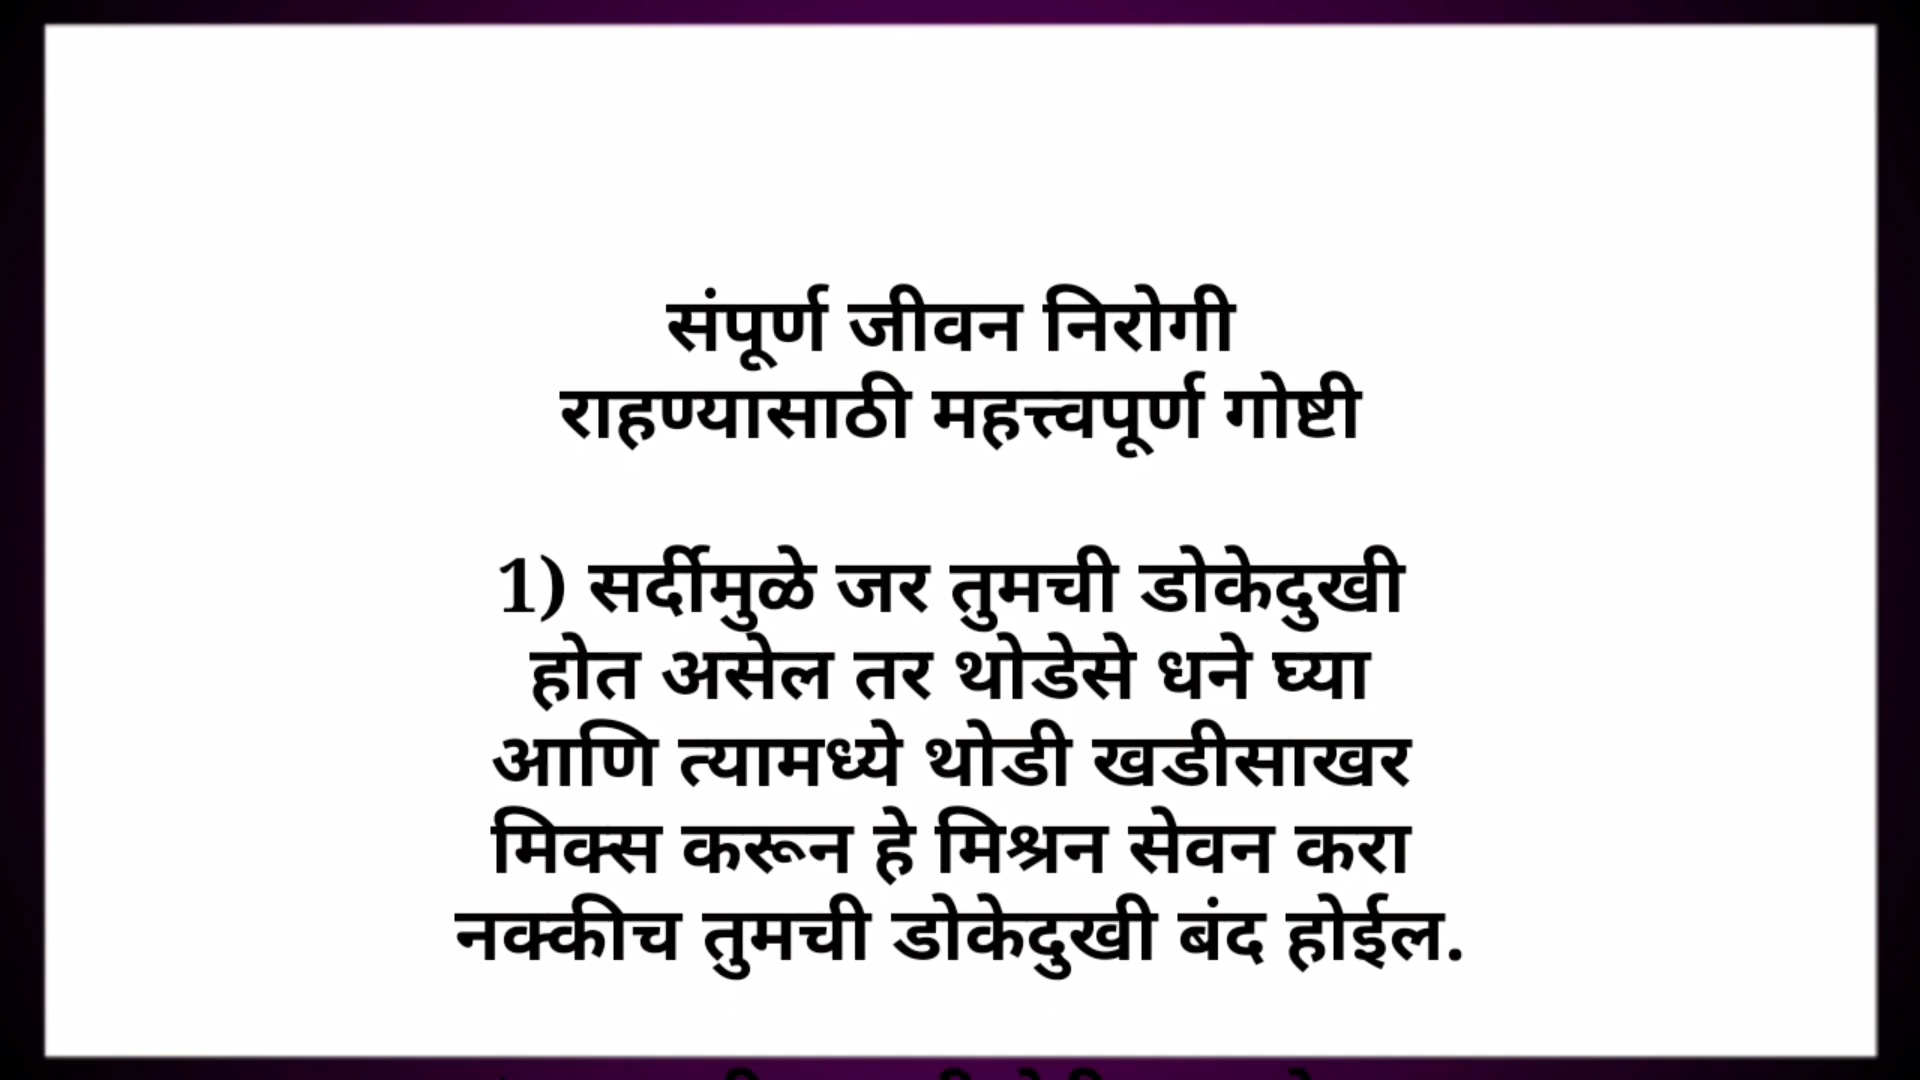 संपूर्ण जीवन निरोगी
राहण्यासाठी महत्त्वपूर्ण गोष्टी
1) सर्दीमुळे जर तुमची डोकेदुखी
होत असेल तर थोडेसे धने घ्या
आणि त्यामध्ये थोडी खडीसाखर
मिक्स करून हे मिश्रन सेवन करा
नक्कीच तुमची डोकेदुखी बंद होईल.